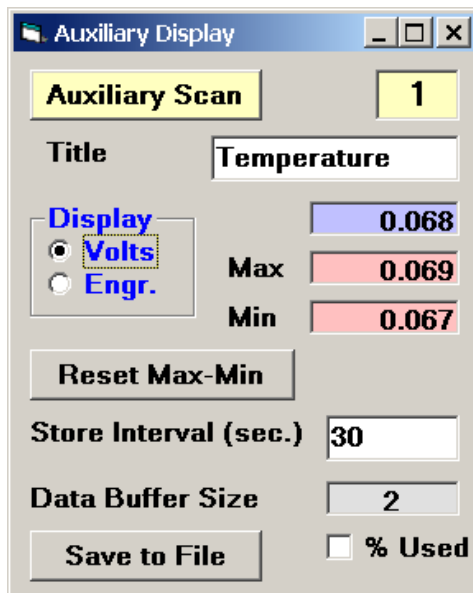 Auxiliary Display
Auxiliary Scan 1
Title Temperature
Display 0.068
Volts
Max 0.069
Engr.
Min 0.067
Reset Max-Min
Store Interval (sec.) 30
Data Buffer Size 2
Save to File % Used